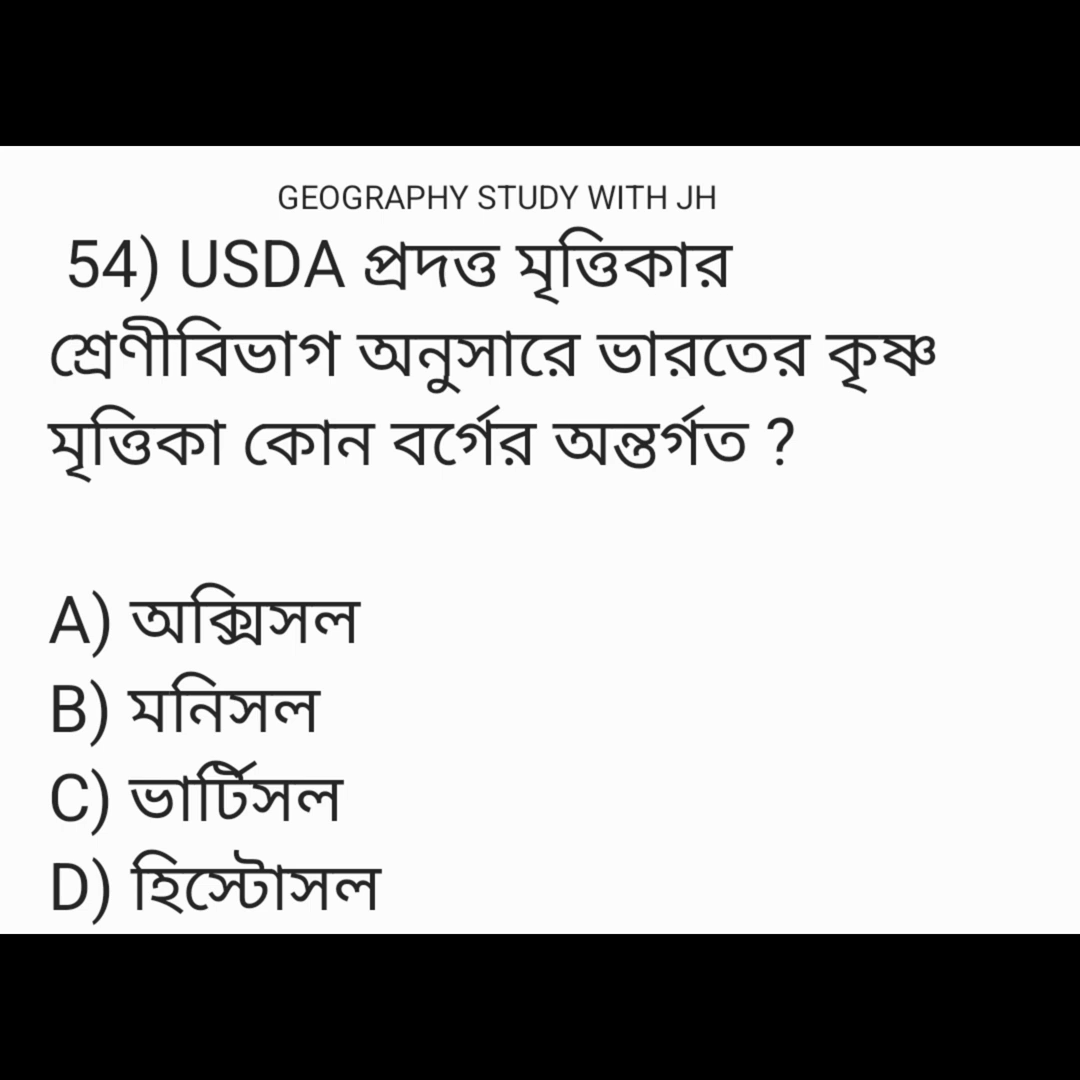 GEOGRAPHY STUDY WITH JH
54) USDA প্রদত্ত মৃত্তিকার
শ্রেণীবিভাগ অনুসারে ভারতের কৃষ্ণ
মৃত্তিকা কোন বর্গের অন্তর্গত ?
A) অক্সিসল
B) মনিসল
C) ভার্টিসল
D) হিস্টোসল